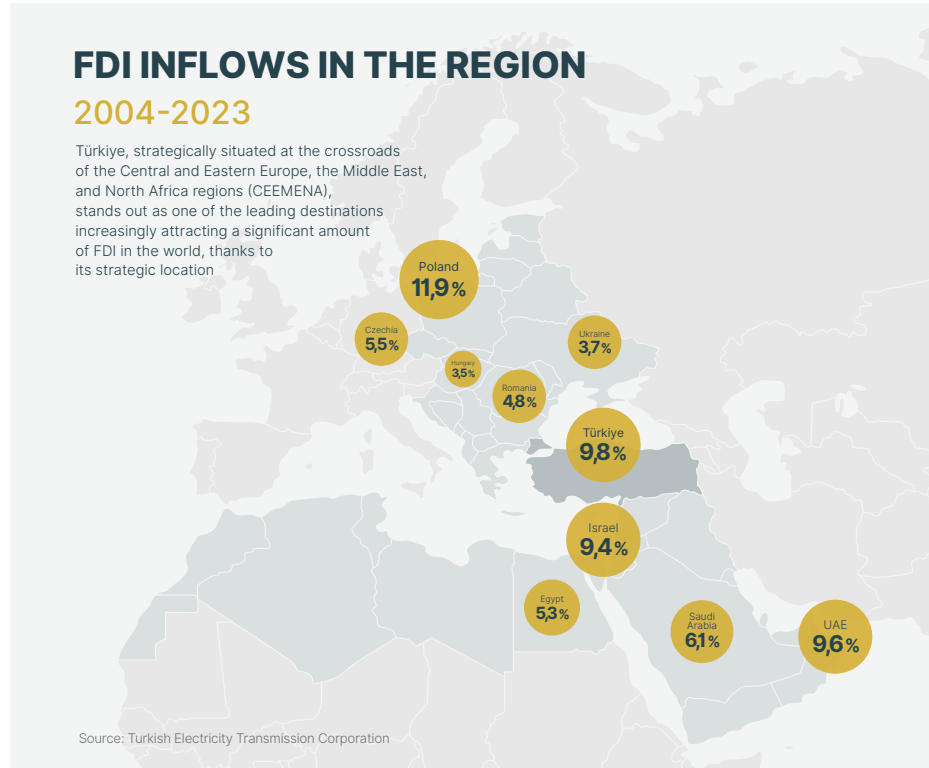 FDI INFLOWS IN THE REGION
2004-2023
Türkiye, strategically situated at the crossroads
of the Central and Eastern Europe, the Middle East,
and North Africa regions (CEEMENA),
stands out as one of the leading destinations
increasingly attracting a significant amount
of FDI in the world, thanks to
its strategic location
Poland
11,9%
Czechia
5,5%
Ukraine
3,7%
Hungary
3,5%
Romania
4,8%
Türkiye
9,8%
Israel
9,4%
Egypt
5,3%
Saudi
Arabia
6,1%
UAE
9,6%
Source: Turkish Electricity Transmission Corporation